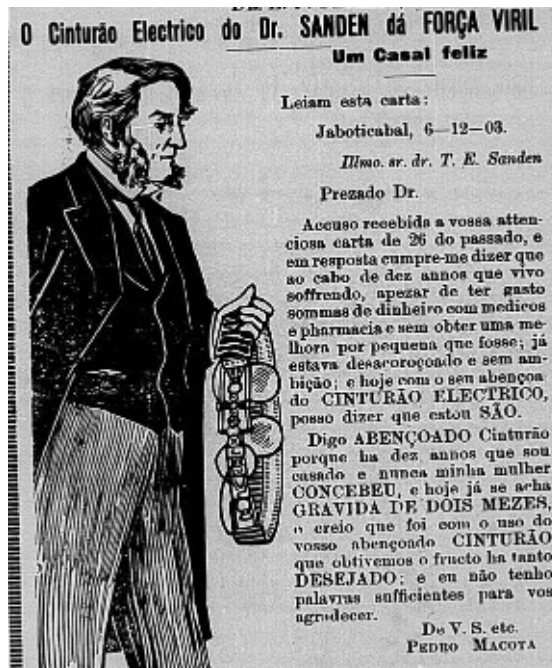 O Cinturão Electrico do Dr. SANDEN dá FORÇA VIRIL
Um Casal feliz
Leiam esta carta:
Jaboticabal, 6—12—03.
Illmo. sr. dr. T. E. Sanden
Prezado Dr.
Accuso recebida a vossa atten-
ciosa carta de 26 do passado, e
em resposta cumpre-me dizer que
ao cabo de dez annos que vivo
soffrendo, apezar de ter gasto
sommas de dinheiro com medicos
e pharmacia e sem obter uma me-
lhora por pequena que fosse; já
estava desacoroçoado e sem am-
bição; e hoje com o seu abençoa
do CINTURÃO ELECTRICO,
posso dizer que estou SÃO.
Digo ABENÇOADO Cinturão
porque ha dez annos que sou
casado e nunca minha mulher
CONCEBEU, e hoje já se acha
GRAVIDA DE DOIS MEZES,
e creio que foi com o uso do
vosso abençoado CINTURÃO
que obtivemos o fructo ha tanto
DESEJADO; e eu não tenho
palavras sufficientes para vos
agradecer.
De V. S. etc.
PEDRO MACOTA